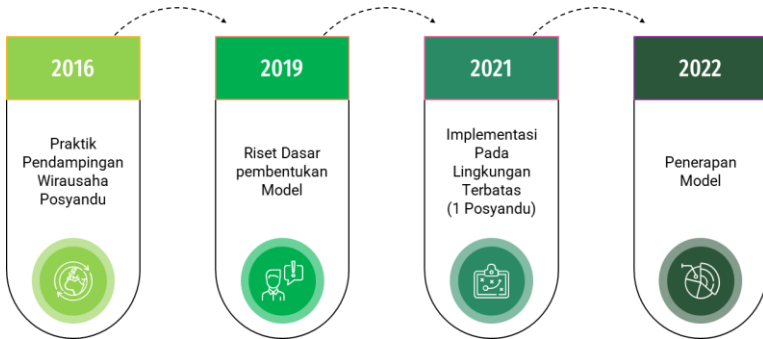 2016
Praktik
Pendampingan
Wirausaha
Posyandu
2019
Riset Dasar
pembentukan
Model
2021
Implementasi
Pada
Lingkungan
Terbatas
(1 Posyandu)
2022
Penerapan
Model